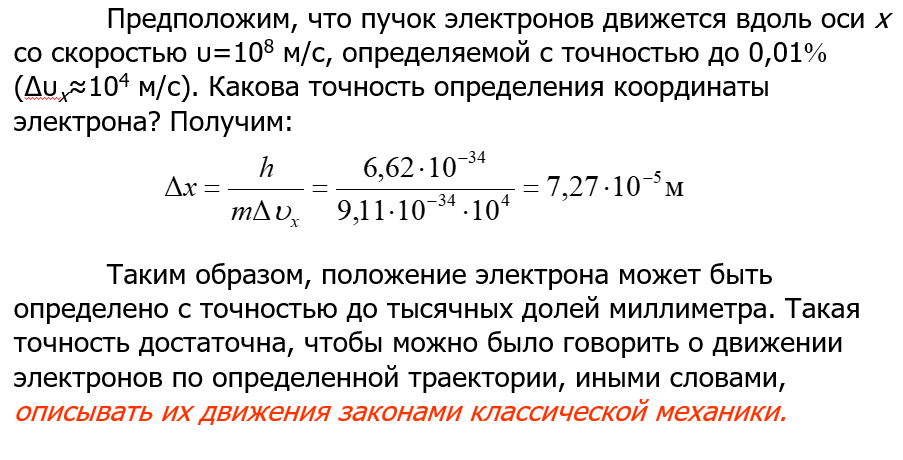 Предположим, что пучок электронов движется вдоль оси x
со скоростью υ=10⁸ м/с, определяемой с точностью до 0,01%
(Δυₓ≈10⁴ м/с). Какова точность определения координаты
электрона? Получим:
Δx = h / (mΔυₓ) = (6,62·10⁻³⁴) / (9,11·10⁻³⁴·10⁴) = 7,27·10⁻⁵ м
Таким образом, положение электрона может быть
определено с точностью до тысячных долей миллиметра. Такая
точность достаточна, чтобы можно было говорить о движении
электронов по определенной траектории, иными словами,
описывать их движения законами классической механики.